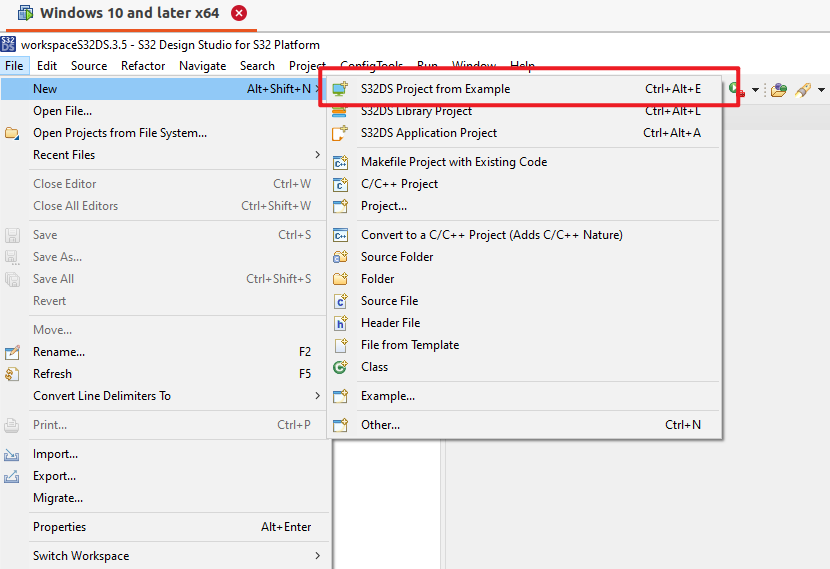 Windows 10 and later x64
workspaceS32DS.3.5 - S32 Design Studio for S32 Platform
File Edit Source Refactor Navigate Search Project ConfigTools Run Window Help
New Alt+Shift+N
Open File...
Open Projects from File System...
Recent Files
Close Editor Ctrl+W
Close All Editors Ctrl+Shift+W
Save Ctrl+S
Save As...
Save All Ctrl+Shift+S
Revert
Move...
Rename... F2
Refresh F5
Convert Line Delimiters To
Print... Ctrl+P
Import...
Export...
Migrate...
Properties Alt+Enter
Switch Workspace
S32DS Project from Example Ctrl+Alt+E
S32DS Library Project Ctrl+Alt+L
S32DS Application Project Ctrl+Alt+A
Makefile Project with Existing Code
C/C++ Project
Project...
Convert to a C/C++ Project (Adds C/C++ Nature)
Source Folder
Folder
Source File
Header File
File from Template
Class
Example...
Other... Ctrl+N